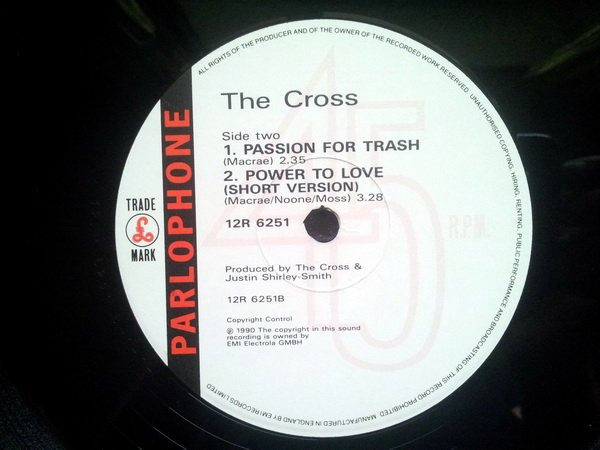 ALL RIGHTS OF THE PRODUCER AND OF THE OWNER OF THE RECORDED WORK RESERVED. UNAUTHORISED COPYING, HIRING, RENTING, PUBLIC PERFORMANCE AND BROADCASTING OF THIS RECORD PROHIBITED. MANUFACTURED IN ENGLAND BY EMI RECORDS LIMITED
The Cross
Side two
1. PASSION FOR TRASH
(Macrae) 2.35
2. POWER TO LOVE
(SHORT VERSION)
(Macrae/Noone/Moss) 3.28
12R 6251
45
R.P.M.
TRADE
£
MARK
PARLOPHONE
Produced by The Cross &
Justin Shirley-Smith
12R 6251B
Copyright Control
℗ 1990 The copyright in this sound
recording is owned by
EMI Electrola GMBH